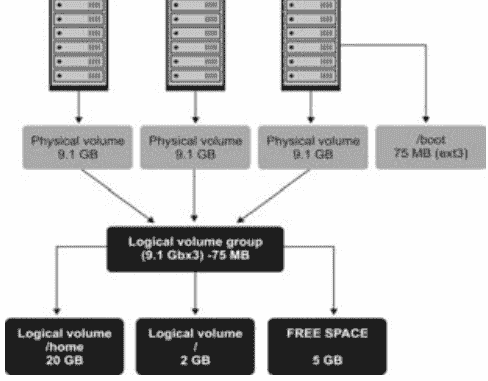 Physical volume
9.1 GB
Physical volume
9.1 GB
Physical volume
9.1 GB
/boot
75 MB (ext3)
Logical volume group
(9.1 Gbx3) -75 MB
Logical volume
/home
20 GB
Logical volume
/
2 GB
FREE SPACE
5 GB